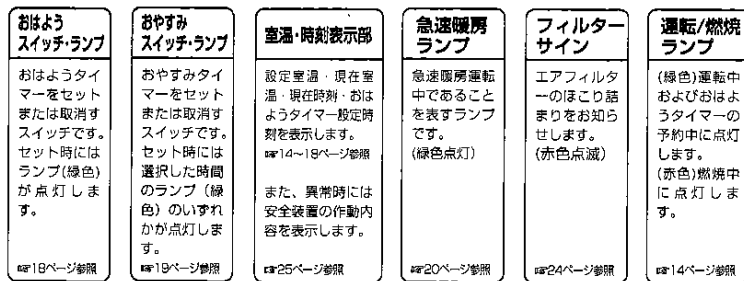 おはよう
スイッチ・ランプ
おはようタイ
マーをセット
または取消す
スイッチです。
セット時には
ランプ(緑色)
が点灯しま
す。
☞18ページ参照
おやすみ
スイッチ・ランプ
おやすみタイ
マーをセット
または取消す
スイッチです。
セット時には
選択した時間
のランプ（緑
色）のいずれ
かが点灯しま
す。
☞19ページ参照
室温・時刻表示部
設定室温・現在室
温・現在時刻・おは
ようタイマー設定時
刻を表示します。
☞14～18ページ参照
また、異常時には
安全装置の作動内
容を表示します。
☞25ページ参照
急速暖房
ランプ
急速暖房運転
中であること
を表すランプ
です。
(緑色点灯)
☞20ページ参照
フィルター
サイン
エアフィルタ
ーのほこり詰
まりをお知ら
せします。
(赤色点滅)
☞24ページ参照
運転/燃焼
ランプ
(緑色)運転中
およびおはよ
うタイマーの
予約中に点灯
します。
(赤色)燃焼中
に点灯しま
す。
☞14ページ参照